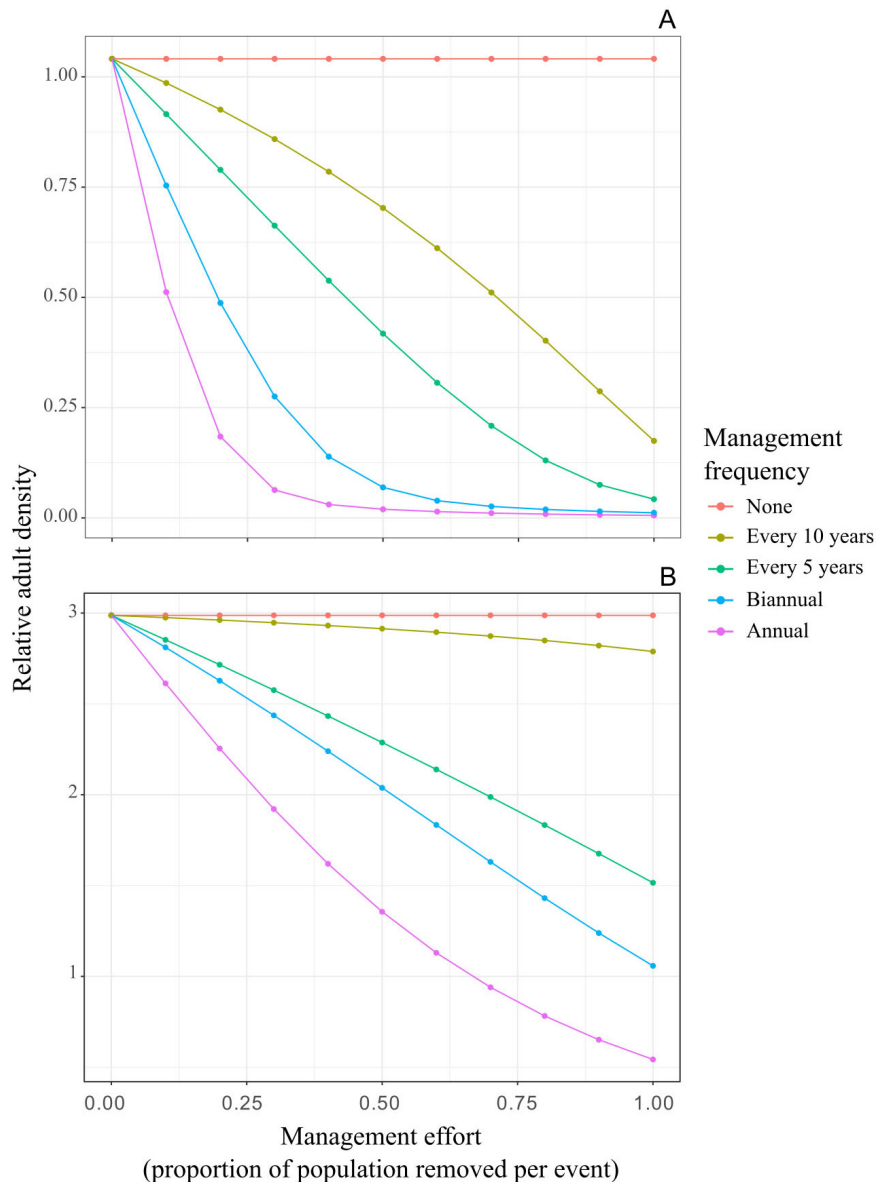 A
1.00
0.75
0.50
0.25
0.00
B
3
2
1
0.00 0.25 0.50 0.75 1.00
Relative adult density
Management effort
(proportion of population removed per event)
Management
frequency
None
Every 10 years
Every 5 years
Biannual
Annual